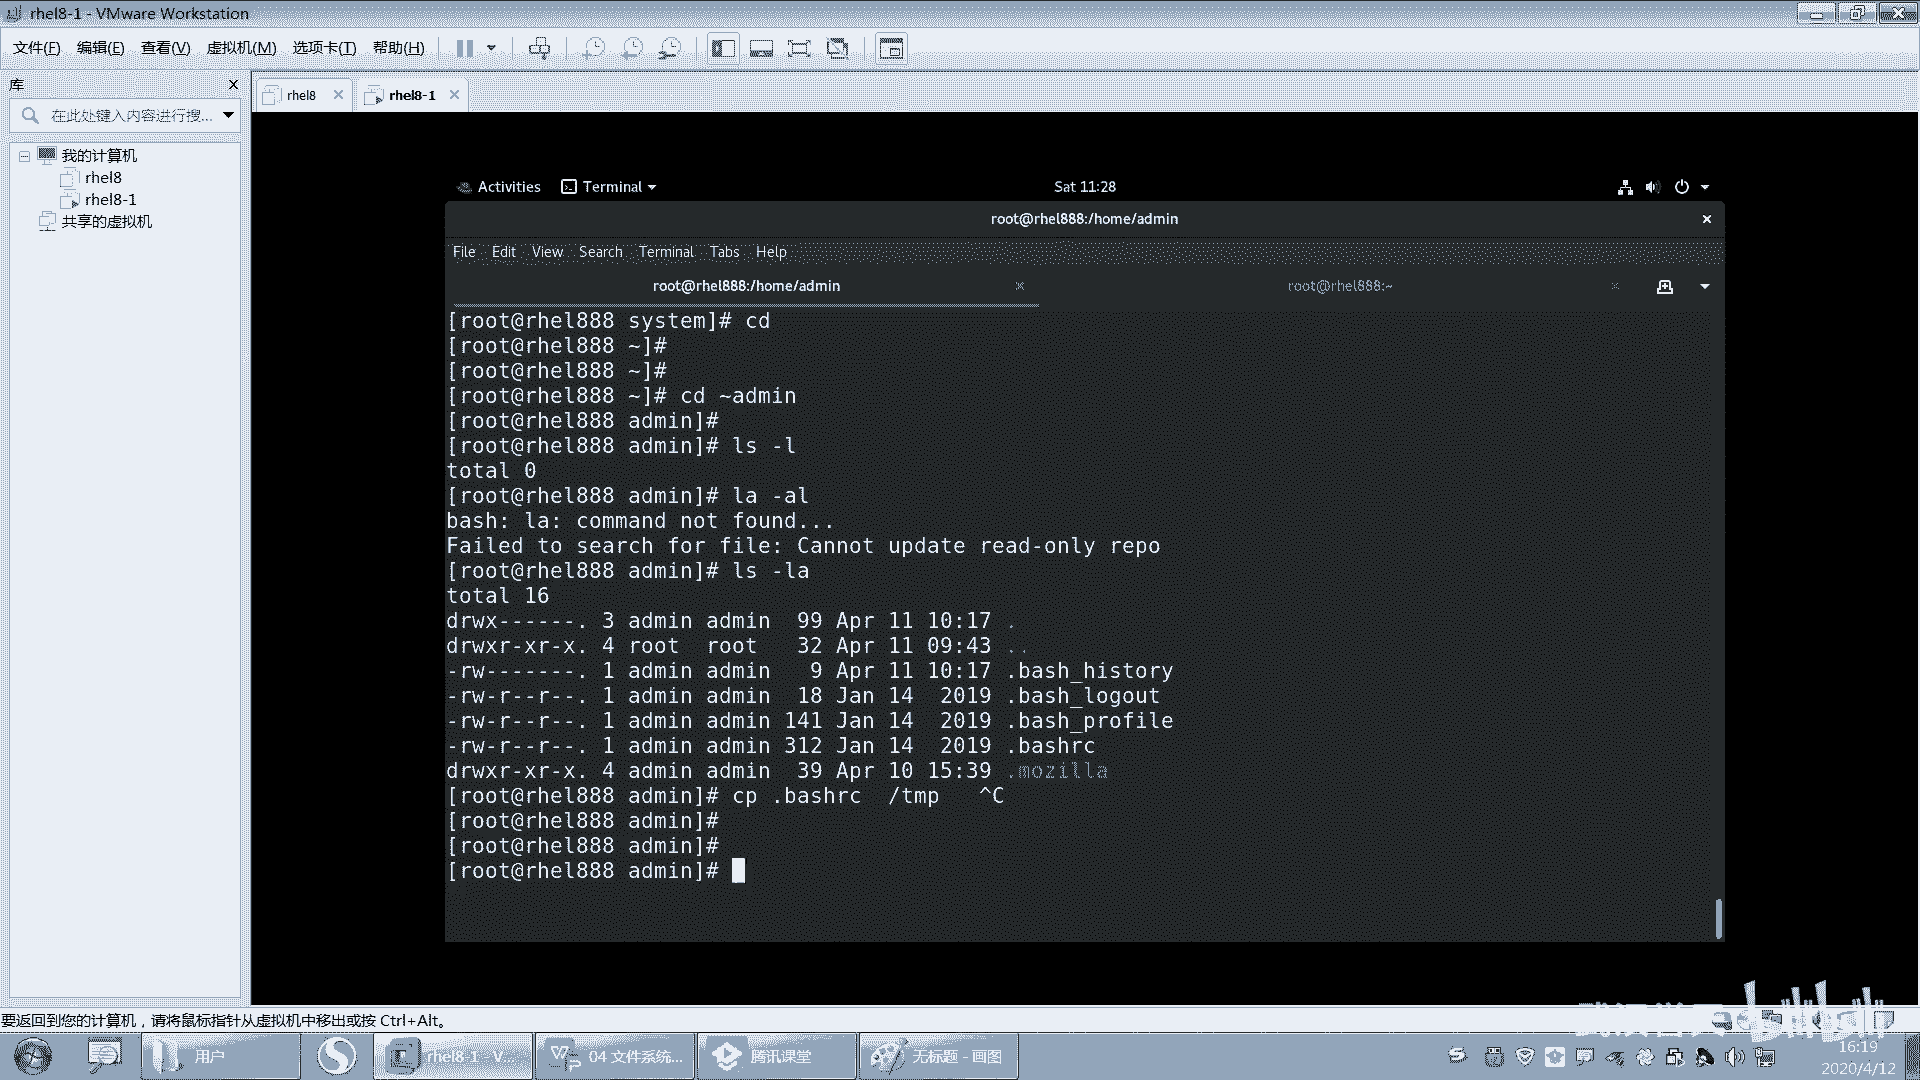 rhel8-1 - VMware Workstation
文件(F) 编辑(E) 查看(V) 虚拟机(M) 选项卡(T) 帮助(H)
库
在此处键入内容进行搜...
我的计算机
rhel8
rhel8-1
共享的虚拟机
rhel8 rhel8-1
Activities Terminal Sat 11:28
root@rhel888:/home/admin
File Edit View Search Terminal Tabs Help
root@rhel888:/home/admin root@rhel888:~
[root@rhel888 system]# cd
[root@rhel888 ~]#
[root@rhel888 ~]#
[root@rhel888 ~]# cd ~admin
[root@rhel888 admin]#
[root@rhel888 admin]# ls -l
total 0
[root@rhel888 admin]# la -al
bash: la: command not found...
Failed to search for file: Cannot update read-only repo
[root@rhel888 admin]# ls -la
total 16
drwx------. 3 admin admin  99 Apr 11 10:17 .
drwxr-xr-x. 4 root  root   32 Apr 11 09:43 ..
-rw-------. 1 admin admin   9 Apr 11 10:17 .bash_history
-rw-r--r--. 1 admin admin  18 Jan 14  2019 .bash_logout
-rw-r--r--. 1 admin admin 141 Jan 14  2019 .bash_profile
-rw-r--r--. 1 admin admin 312 Jan 14  2019 .bashrc
drwxr-xr-x. 4 admin admin  39 Apr 10 15:39 .mozilla
[root@rhel888 admin]# cp .bashrc  /tmp   ^C
[root@rhel888 admin]#
[root@rhel888 admin]#
[root@rhel888 admin]#
要返回到您的计算机，请将鼠标指针从虚拟机中移出或按 Ctrl+Alt。
用户 rhel8-1 - V... 04 文件系统... 腾讯课堂 无标题 - 画图
16:19
2020/4/12
bilibili